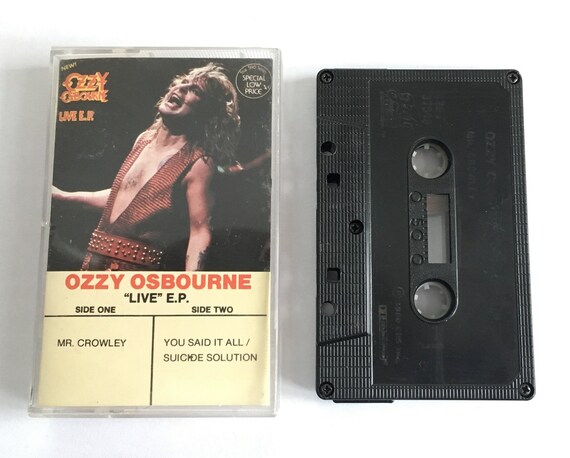 NEW!
OZZY
OSBOURNE
LIVE E.P.
SPECIAL
LOW
PRICE
OZZY OSBOURNE
"LIVE" E.P.
SIDE ONE
SIDE TWO
MR. CROWLEY
YOU SAID IT ALL /
SUICIDE SOLUTION
OZZY